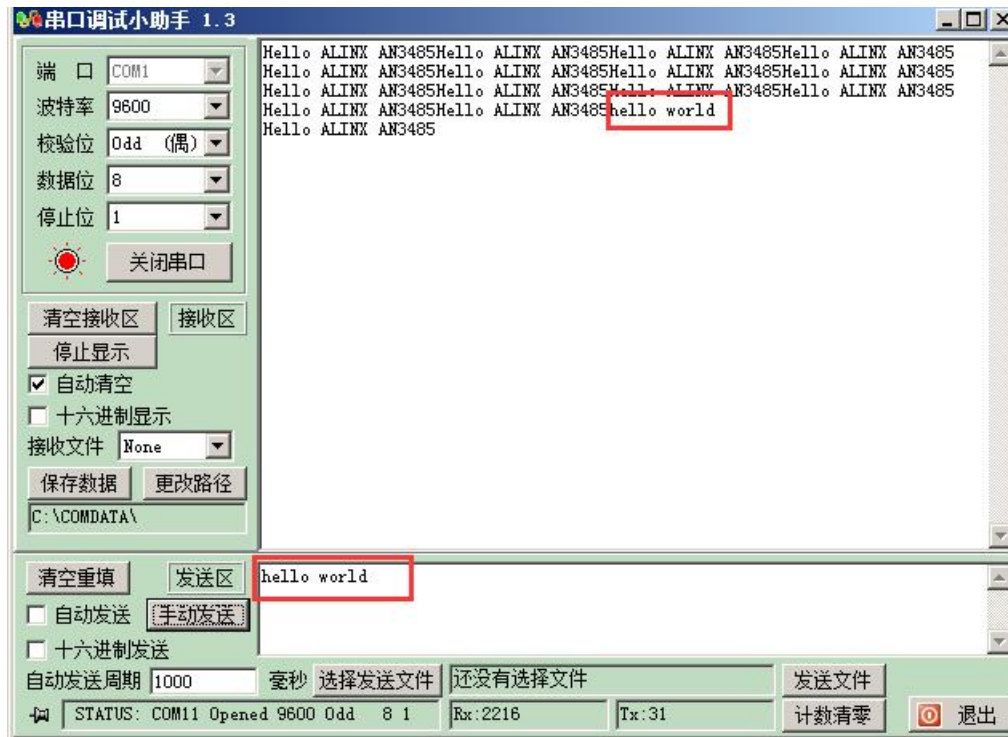 串口调试小助手 1.3
端 口 COM1
波特率 9600
校验位 Odd (偶)
数据位 8
停止位 1
关闭串口
清空接收区 接收区
停止显示
自动清空
十六进制显示
接收文件 None
保存数据 更改路径
C:\COMDATA\
Hello ALINX AN3485Hello ALINX AN3485Hello ALINX AN3485Hello ALINX AN3485
Hello ALINX AN3485Hello ALINX AN3485Hello ALINX AN3485Hello ALINX AN3485
Hello ALINX AN3485Hello ALINX AN3485Hello ALINX AN3485Hello ALINX AN3485
Hello ALINX AN3485Hello ALINX AN3485hello world
Hello ALINX AN3485
清空重填 发送区
hello world
自动发送 手动发送
十六进制发送
自动发送周期 1000 毫秒 选择发送文件 还没有选择文件 发送文件
STATUS: COM11 Opened 9600 Odd 8 1 Rx:2216 Tx:31 计数清零 退出